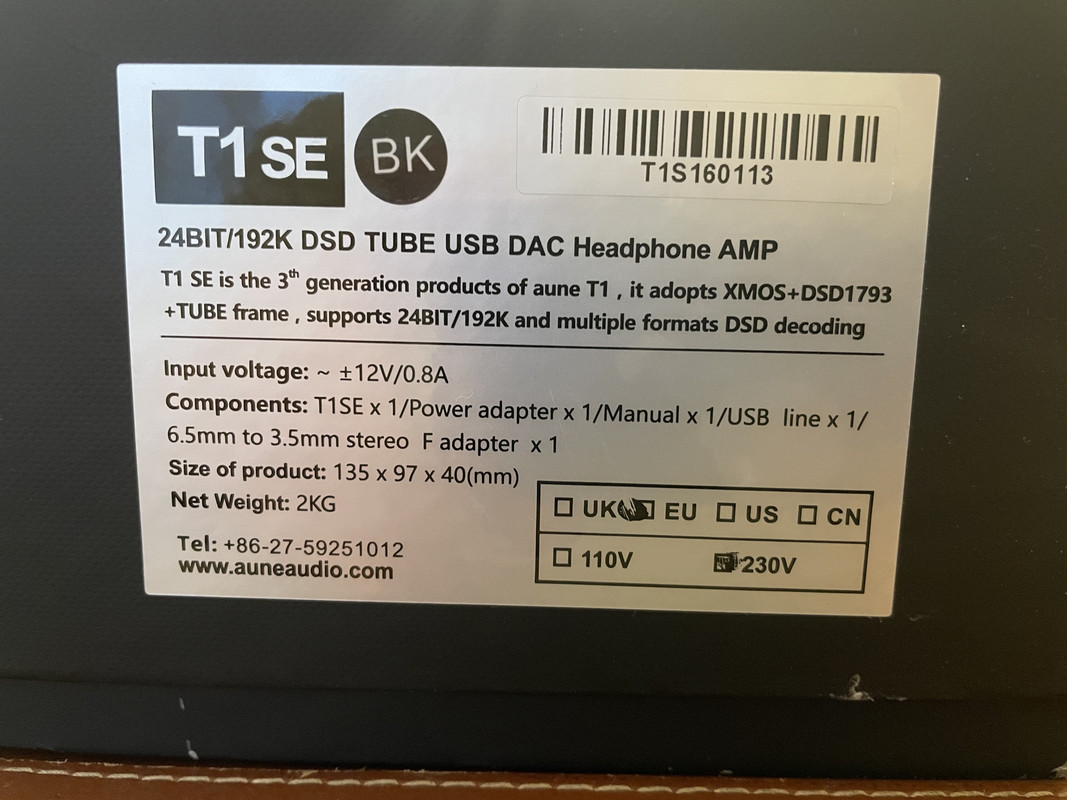 T1 SE BK
T1S160113
24BIT/192K DSD TUBE USB DAC Headphone AMP
T1 SE is the 3th generation products of aune T1 , it adopts XMOS+DSD1793
+TUBE frame , supports 24BIT/192K and multiple formats DSD decoding
Input voltage: ~ ±12V/0.8A
Components: T1SE x 1/Power adapter x 1/Manual x 1/USB line x 1/
6.5mm to 3.5mm stereo F adapter x 1
Size of product: 135 x 97 x 40(mm)
Net Weight: 2KG
Tel: +86-27-59251012
www.auneaudio.com
UK EU US CN
110V 230V